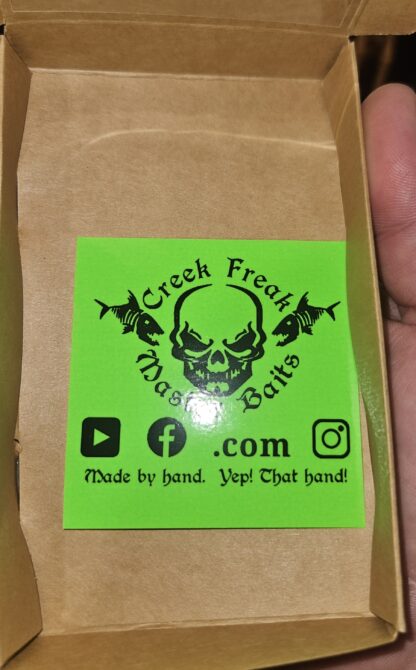 Creek Freak
Baits
.com
Made by hand. Yep! That hand!